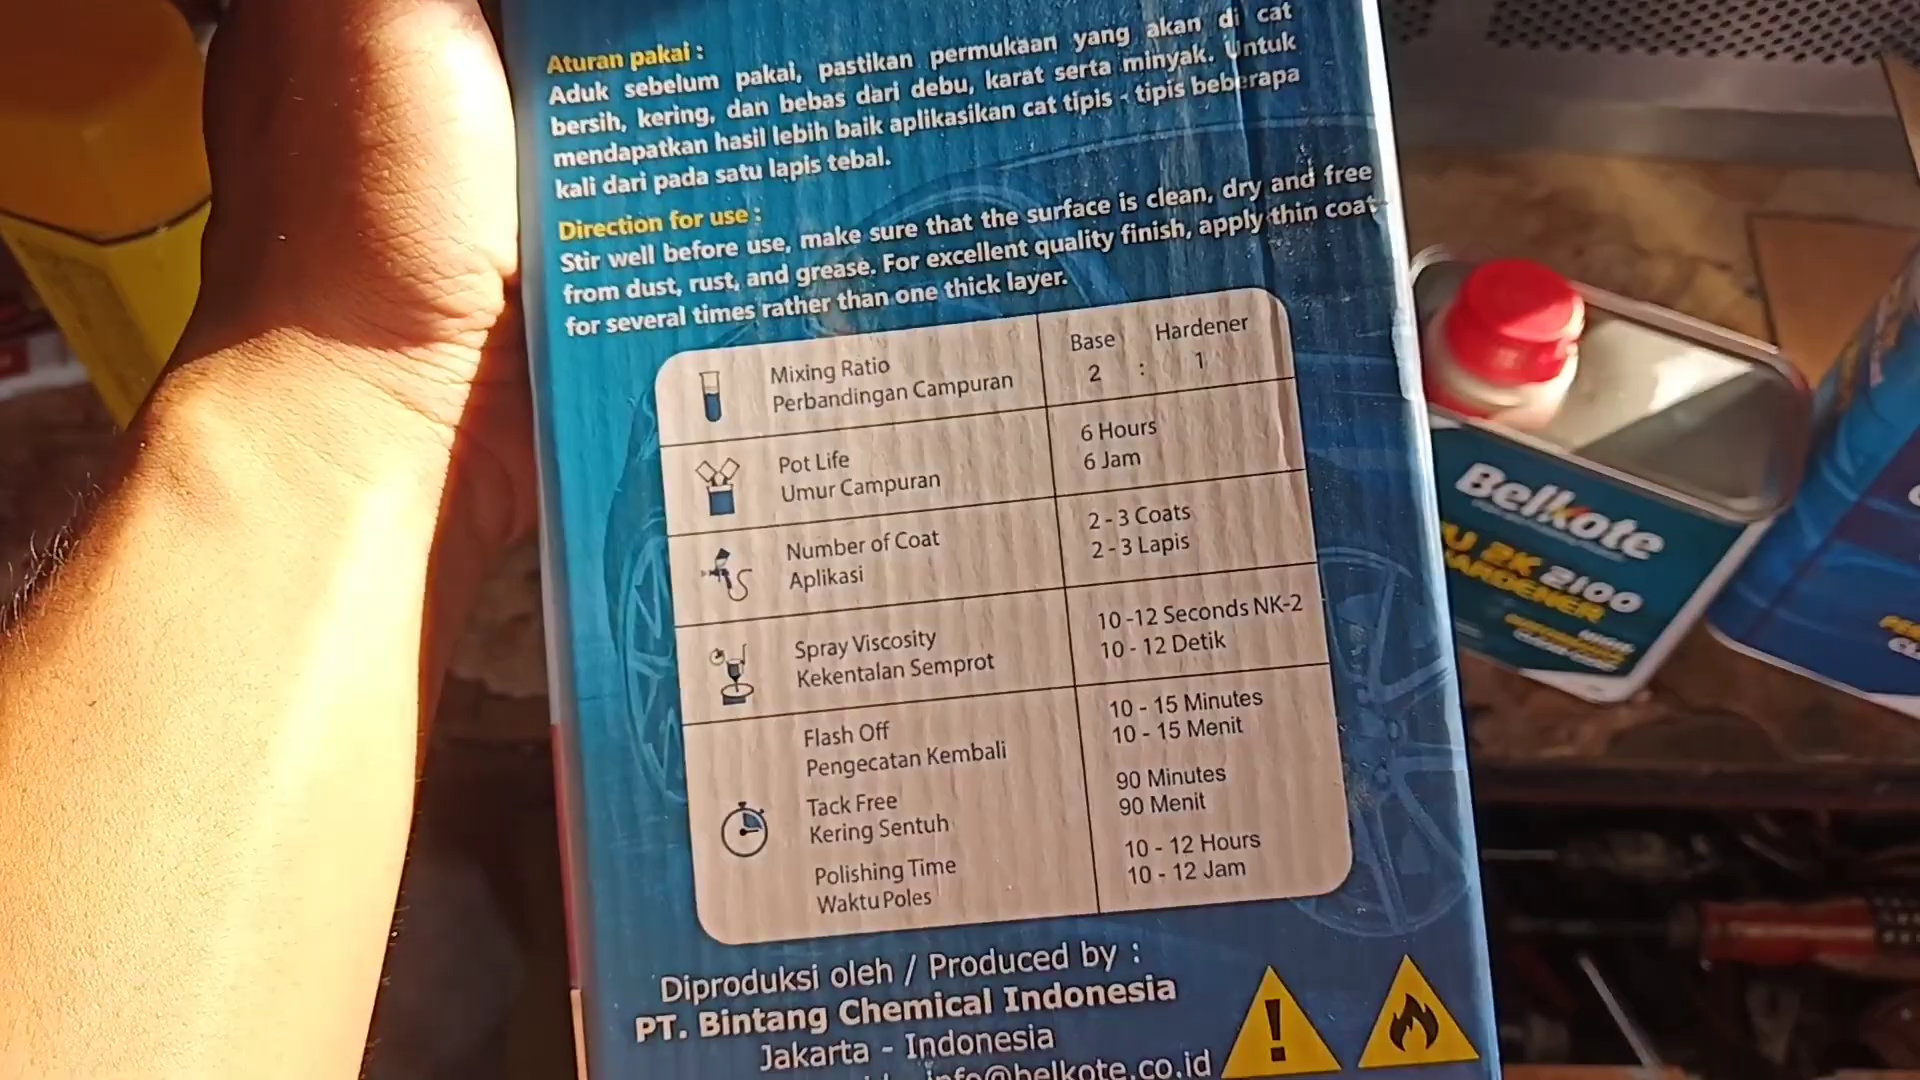 Aturan pakai :
Aduk sebelum pakai, pastikan permukaan yang akan di cat
bersih, kering, dan bebas dari debu, karat serta minyak. Untuk
mendapatkan hasil lebih baik aplikasikan cat tipis - tipis beberapa
kali dari pada satu lapis tebal.
Direction for use :
Stir well before use, make sure that the surface is clean, dry and free
from dust, rust, and grease. For excellent quality finish, apply thin coat
for several times rather than one thick layer.
Mixing Ratio
Perbandingan Campuran
Base Hardener
2 : 1
Pot Life
Umur Campuran
6 Hours
6 Jam
Number of Coat
Aplikasi
2 - 3 Coats
2 - 3 Lapis
Spray Viscosity
Kekentalan Semprot
10 -12 Seconds NK-2
10 - 12 Detik
Flash Off
Pengecatan Kembali
10 - 15 Minutes
10 - 15 Menit
Tack Free
Kering Sentuh
90 Minutes
90 Menit
Polishing Time
Waktu Poles
10 - 12 Hours
10 - 12 Jam
Diproduksi oleh / Produced by :
PT. Bintang Chemical Indonesia
Jakarta - Indonesia
info@belkote.co.id
Belkote
2K 2100
HARDENER